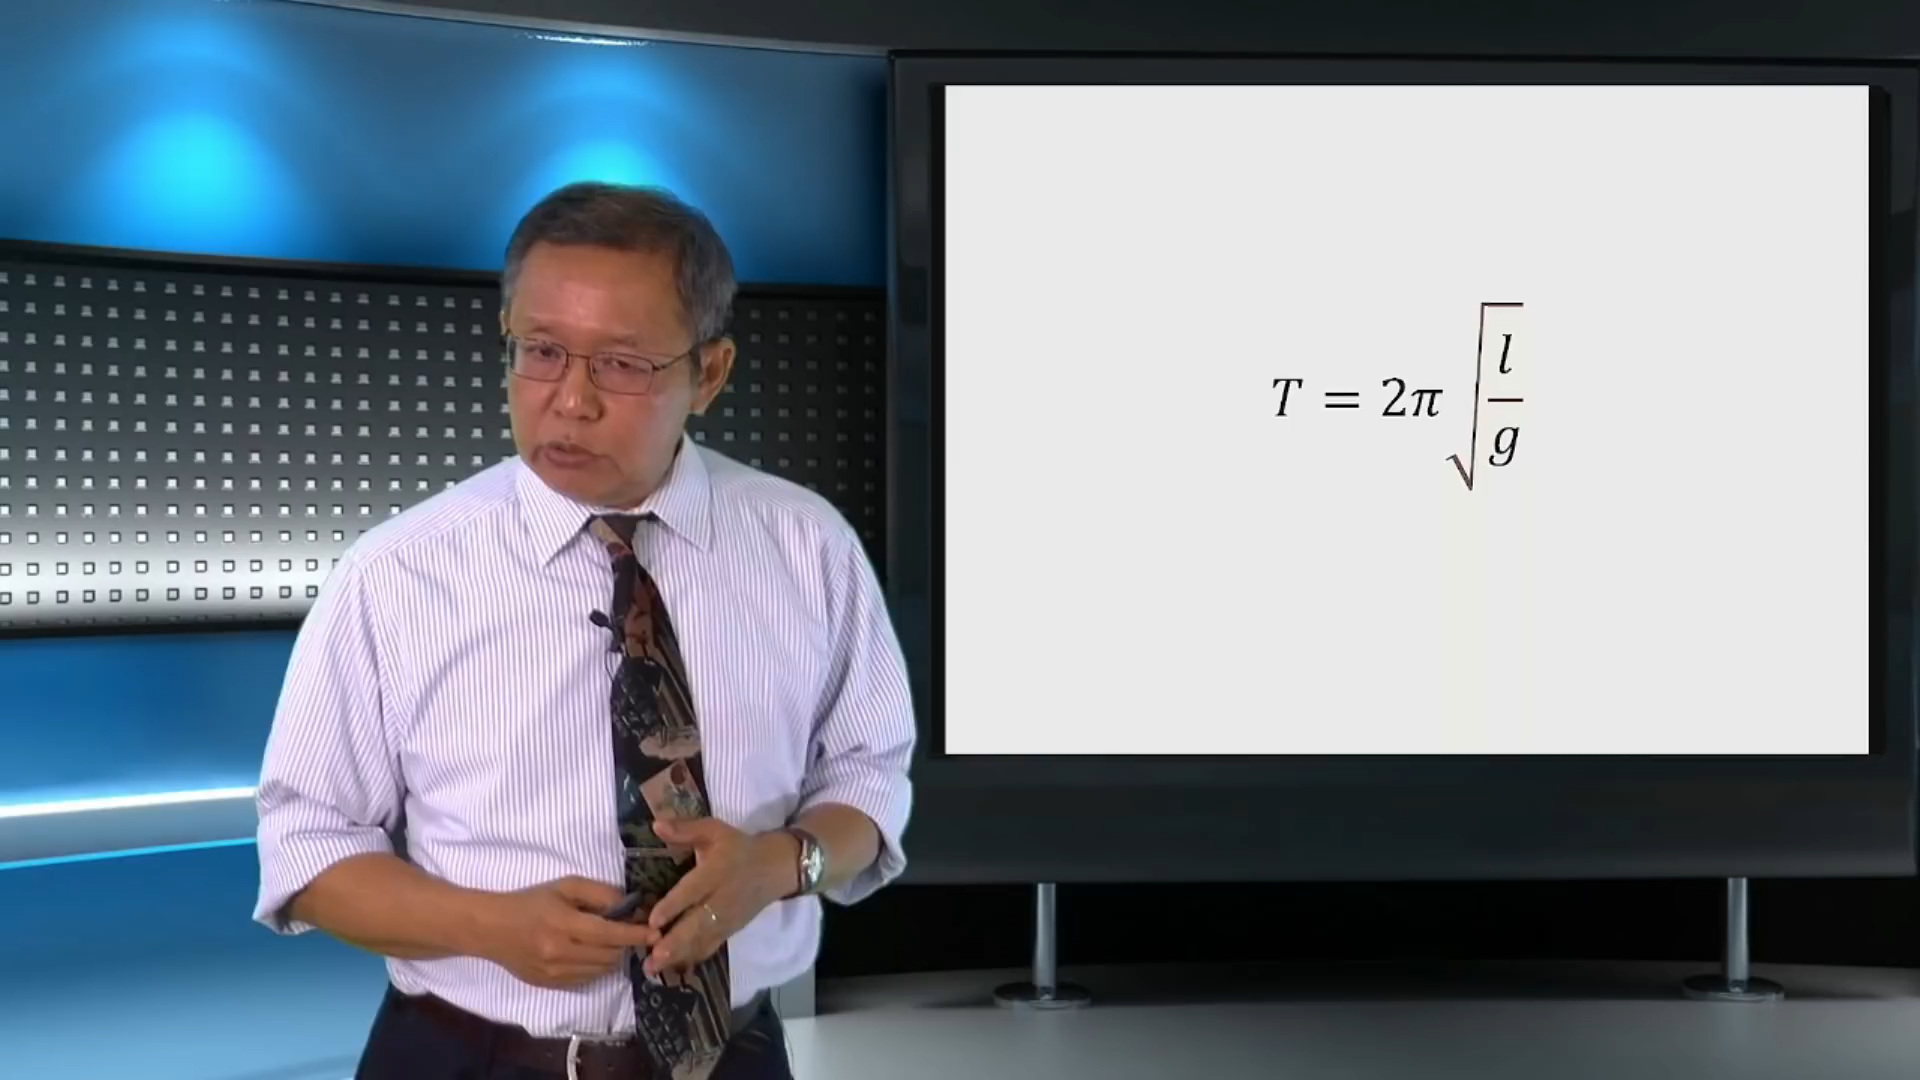 T = 2π √(l/g)